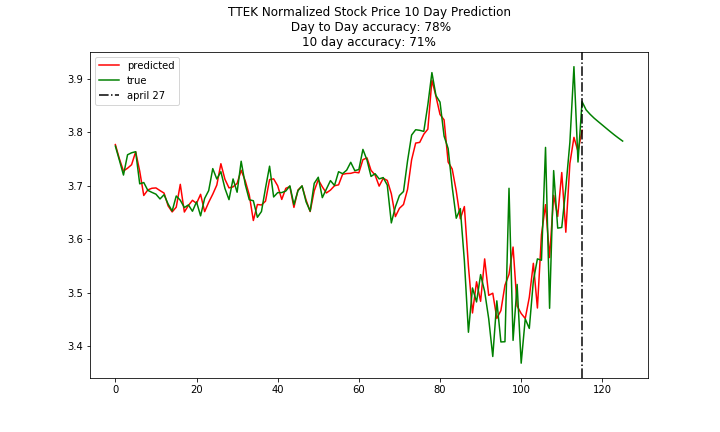 TTEK Normalized Stock Price 10 Day Prediction
Day to Day accuracy: 78%
10 day accuracy: 71%
predicted
true
april 27
3.9
3.8
3.7
3.6
3.5
3.4
0 20 40 60 80 100 120